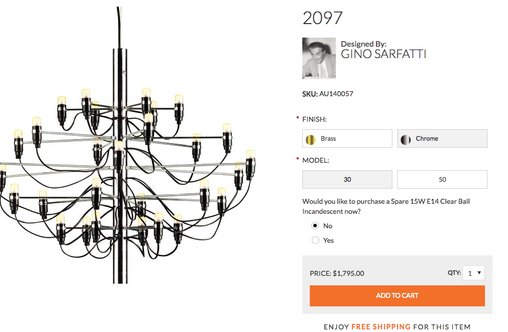 2097
Designed By:
GINO SARFATTI
SKU: AU140057
* FINISH:
Brass
Chrome
* MODEL:
30
50
Would you like to purchase a Spare 15W E14 Clear Ball
Incandescent now?
No
Yes
PRICE: $1,795.00
QTY: 1
ADD TO CART
ENJOY FREE SHIPPING FOR THIS ITEM